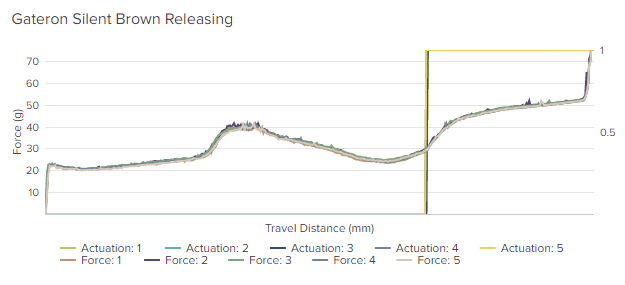 Gateron Silent Brown Releasing
70
60
50
40
30
20
10
Force (g)
1
0.5
Travel Distance (mm)
Actuation: 1 Actuation: 2 Actuation: 3 Actuation: 4 Actuation: 5
Force: 1 Force: 2 Force: 3 Force: 4 Force: 5